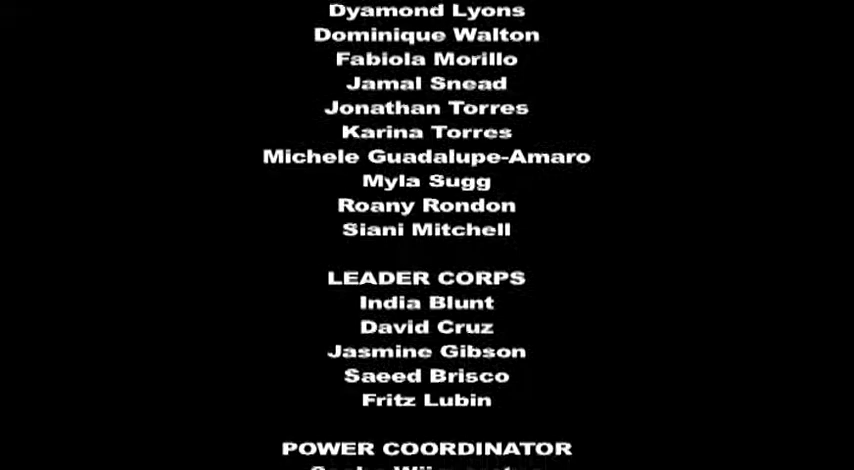 Dyamond Lyons
Dominique Walton
Fabiola Morillo
Jamal Snead
Jonathan Torres
Karina Torres
Michele Guadalupe-Amaro
Myla Sugg
Roany Rondon
Siani Mitchell
LEADER CORPS
India Blunt
David Cruz
Jasmine Gibson
Saeed Brisco
Fritz Lubin
POWER COORDINATOR